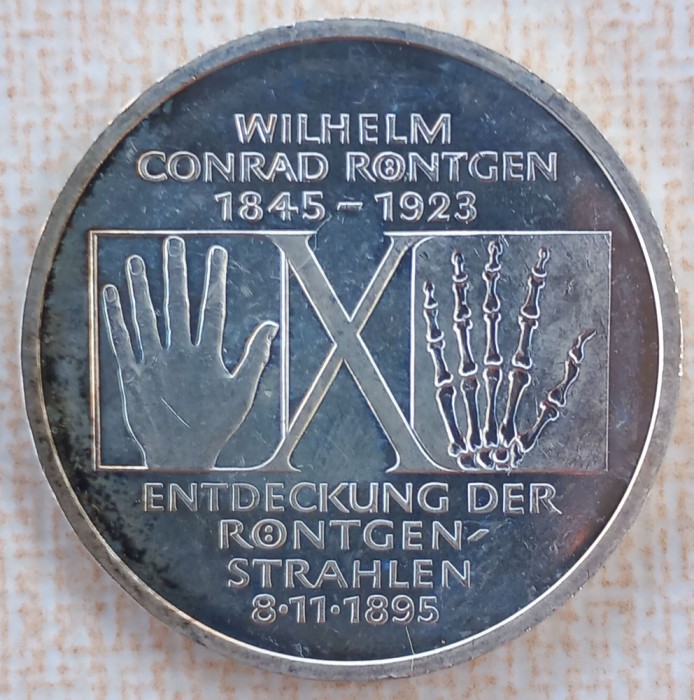 WILHELM
CONRAD RÖNTGEN
1845 – 1923
X
ENTDECKUNG DER
RÖNTGEN-
STRAHLEN
8·11·1895